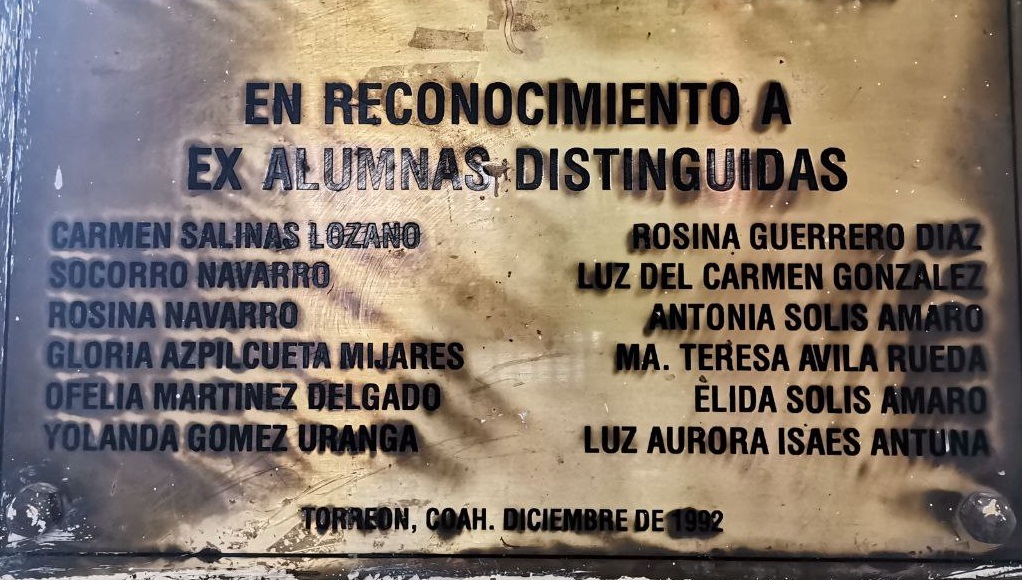 EN RECONOCIMIENTO A
EX ALUMNAS DISTINGUIDAS
CARMEN SALINAS LOZANO
SOCORRO NAVARRO
ROSINA NAVARRO
GLORIA AZPILCUETA MIJARES
OFELIA MARTINEZ DELGADO
YOLANDA GOMEZ URANGA
ROSINA GUERRERO DIAZ
LUZ DEL CARMEN GONZALEZ
ANTONIA SOLIS AMARO
MA. TERESA AVILA RUEDA
ELIDA SOLIS AMARO
LUZ AURORA ISAES ANTUNA
TORREON, COAH. DICIEMBRE DE 1992